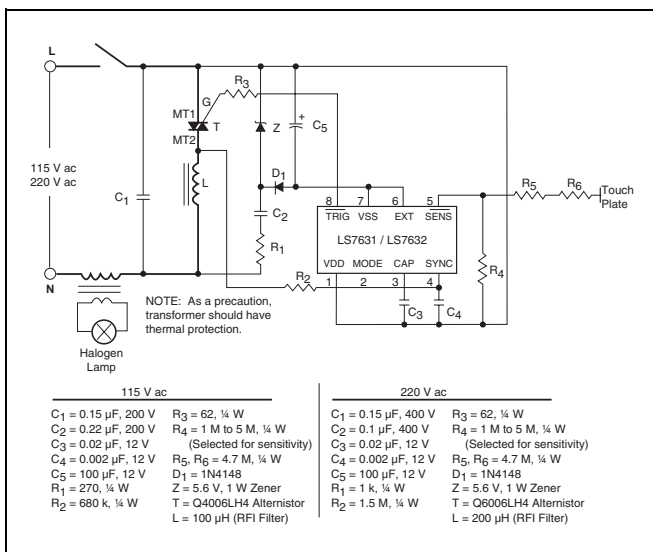 L
115 V ac
220 V ac
N
C1
MT1
G
T
MT2
L
R3
Z
C5
+
D1
C2
R1
R2
8 7 6 5
TRIG VSS EXT SENS
LS7631 / LS7632
VDD MODE CAP SYNC
1 2 3 4
C3
C4
R4
R5
R6
Touch
Plate
Halogen
Lamp
NOTE: As a precaution,
transformer should have
thermal protection.
115 V ac
C1 = 0.15 µF, 200 V
C2 = 0.22 µF, 200 V
C3 = 0.02 µF, 12 V
C4 = 0.002 µF, 12 V
C5 = 100 µF, 12 V
R1 = 270, ¼ W
R2 = 680 k, ¼ W
R3 = 62, ¼ W
R4 = 1 M to 5 M, ¼ W
(Selected for sensitivity)
R5, R6 = 4.7 M, ¼ W
D1 = 1N4148
Z = 5.6 V, 1 W Zener
T = Q4006LH4 Alternistor
L = 100 µH (RFI Filter)
220 V ac
C1 = 0.15 µF, 400 V
C2 = 0.1 µF, 400 V
C3 = 0.02 µF, 12 V
C4 = 0.002 µF, 12 V
C5 = 100 µF, 12 V
R1 = 1 k, ¼ W
R2 = 1.5 M, ¼ W
R3 = 62, ¼ W
R4 = 1 M to 5 M, ¼ W
(Selected for sensitivity)
R5, R6 = 4.7 M, ¼ W
D1 = 1N4148
Z = 5.6 V, 1 W Zener
T = Q6006LH4 Alternistor
L = 200 µH (RFI Filter)